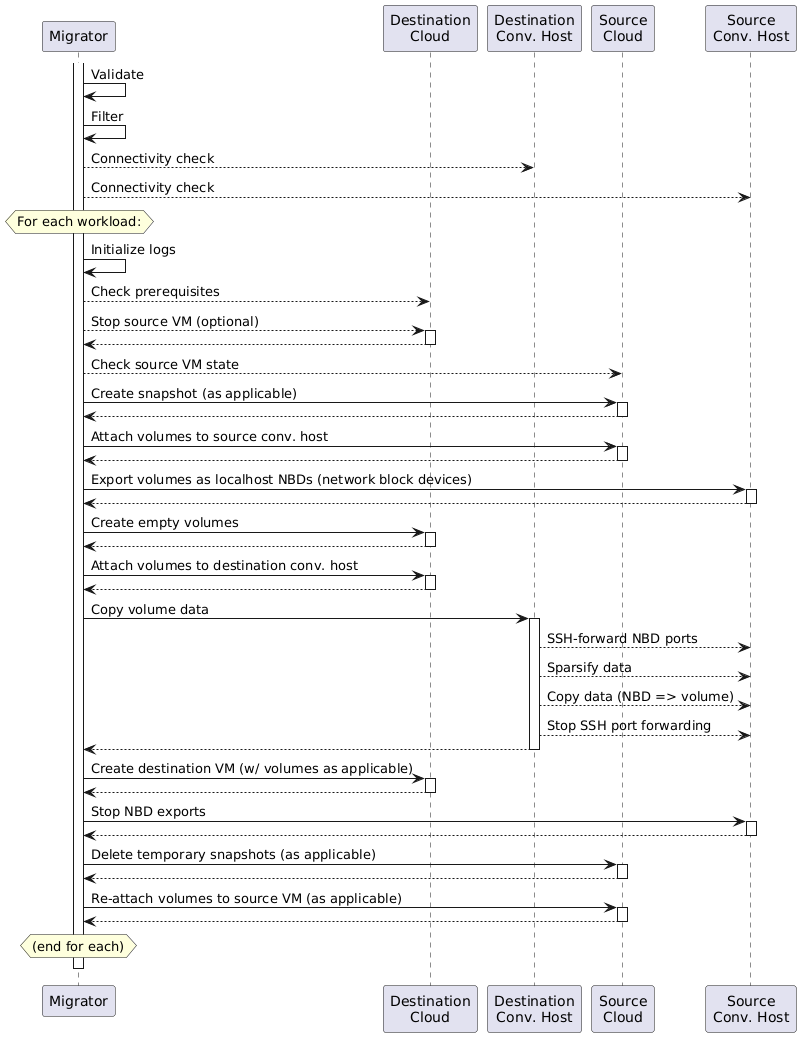 Migrator
Destination
Cloud
Destination
Conv. Host
Source
Cloud
Source
Conv. Host
Validate
Filter
Connectivity check
Connectivity check
For each workload:
Initialize logs
Check prerequisites
Stop source VM (optional)
Check source VM state
Create snapshot (as applicable)
Attach volumes to source conv. host
Export volumes as localhost NBDs (network block devices)
Create empty volumes
Attach volumes to destination conv. host
Copy volume data
SSH-forward NBD ports
Sparsify data
Copy data (NBD => volume)
Stop SSH port forwarding
Create destination VM (w/ volumes as applicable)
Stop NBD exports
Delete temporary snapshots (as applicable)
Re-attach volumes to source VM (as applicable)
(end for each)
Migrator
Destination
Cloud
Destination
Conv. Host
Source
Cloud
Source
Conv. Host